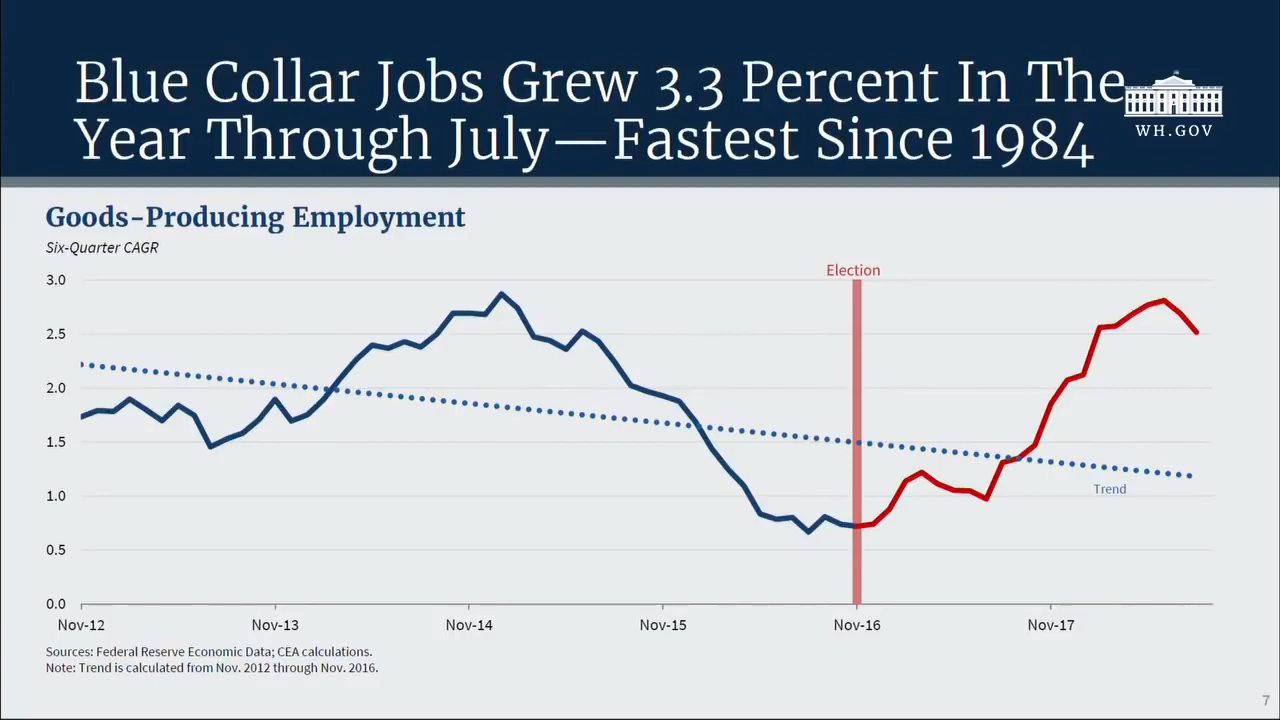 Blue Collar Jobs Grew 3.3 Percent In The
Year Through July—Fastest Since 1984
WH.GOV
Goods-Producing Employment
Six-Quarter CAGR
Election
3.0
2.5
2.0
1.5
1.0
0.5
0.0
Trend
Nov-12 Nov-13 Nov-14 Nov-15 Nov-16 Nov-17
Sources: Federal Reserve Economic Data; CEA calculations.
Note: Trend is calculated from Nov. 2012 through Nov. 2016.
7